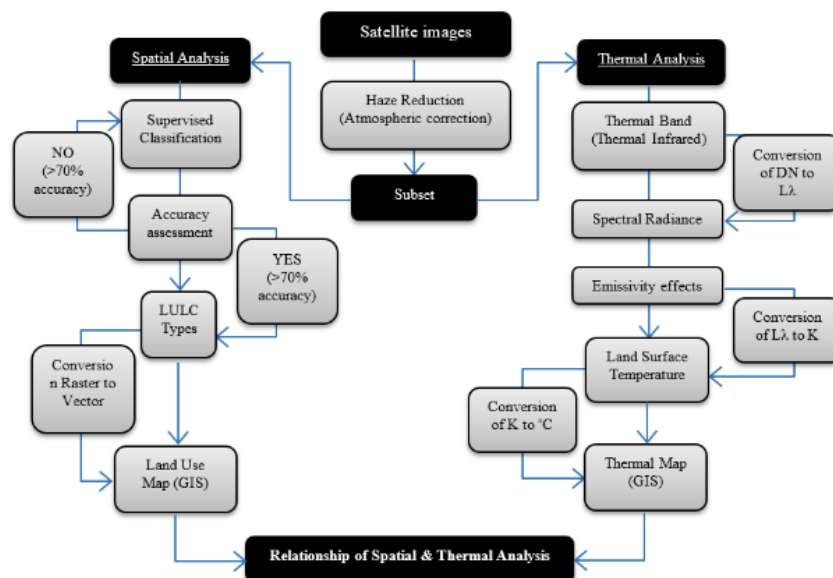 Satellite images
Spatial Analysis
Thermal Analysis
Haze Reduction
(Atmospheric correction)
Subset
Supervised
Classification
NO
(>70%
accuracy)
Accuracy
assessment
YES
(>70%
accuracy)
LULC
Types
Conversio
n Raster to
Vector
Land Use
Map (GIS)
Thermal Band
(Thermal Infrared)
Conversion
of DN to
Lλ
Spectral Radiance
Emissivity effects
Conversion
of Lλ to K
Land Surface
Temperature
Conversion
of K to °C
Thermal Map
(GIS)
Relationship of Spatial & Thermal Analysis